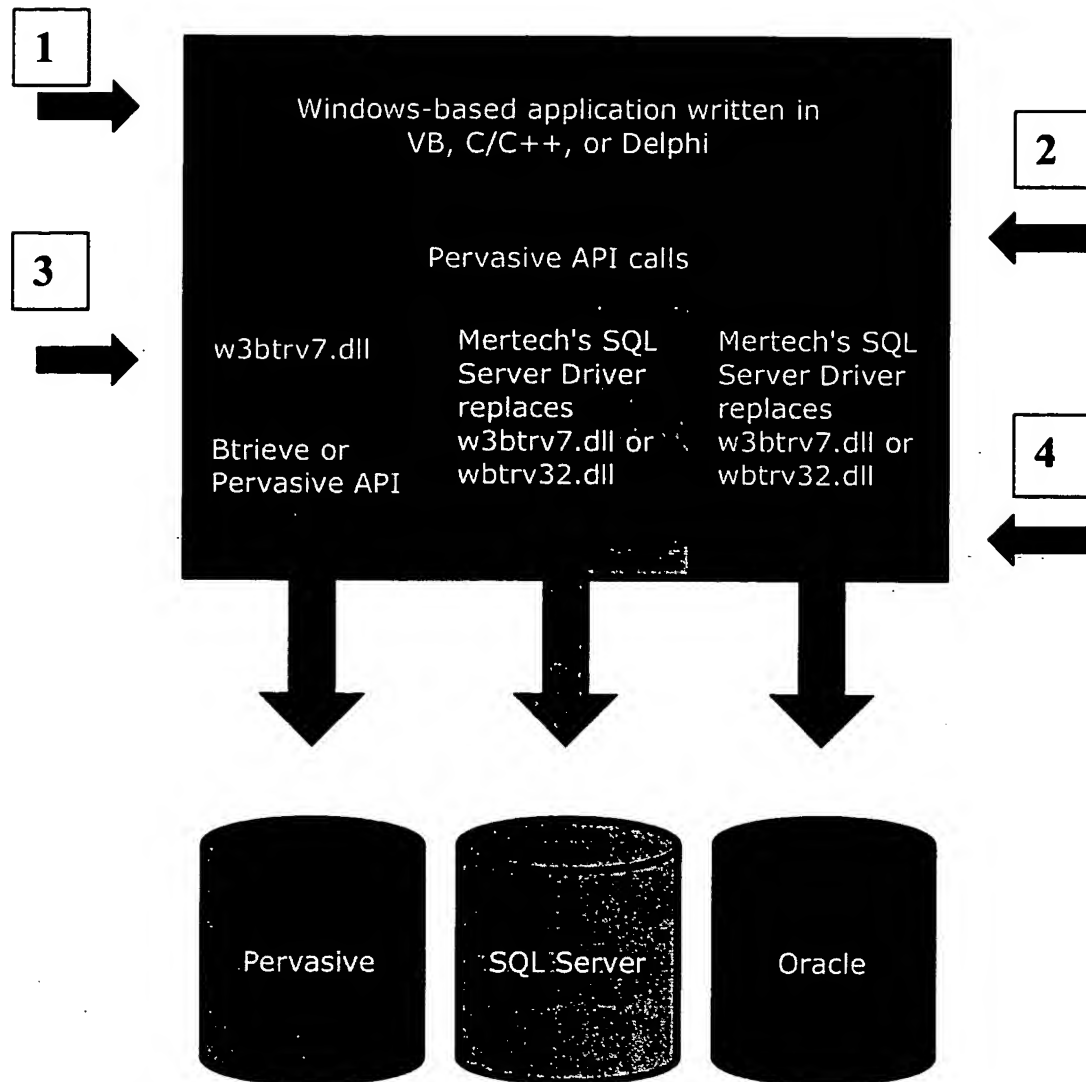 1
Windows-based application written in
VB, C/C++, or Delphi
2
3
Pervasive API calls
w3btrv7.dll
Btrieve or
Pervasive API
Mertech's SQL
Server Driver
replaces
w3btrv7.dll or
wbtrv32.dll
Mertech's SQL
Server Driver
replaces
w3btrv7.dll or
wbtrv32.dll
4
Pervasive
SQL Server
Oracle